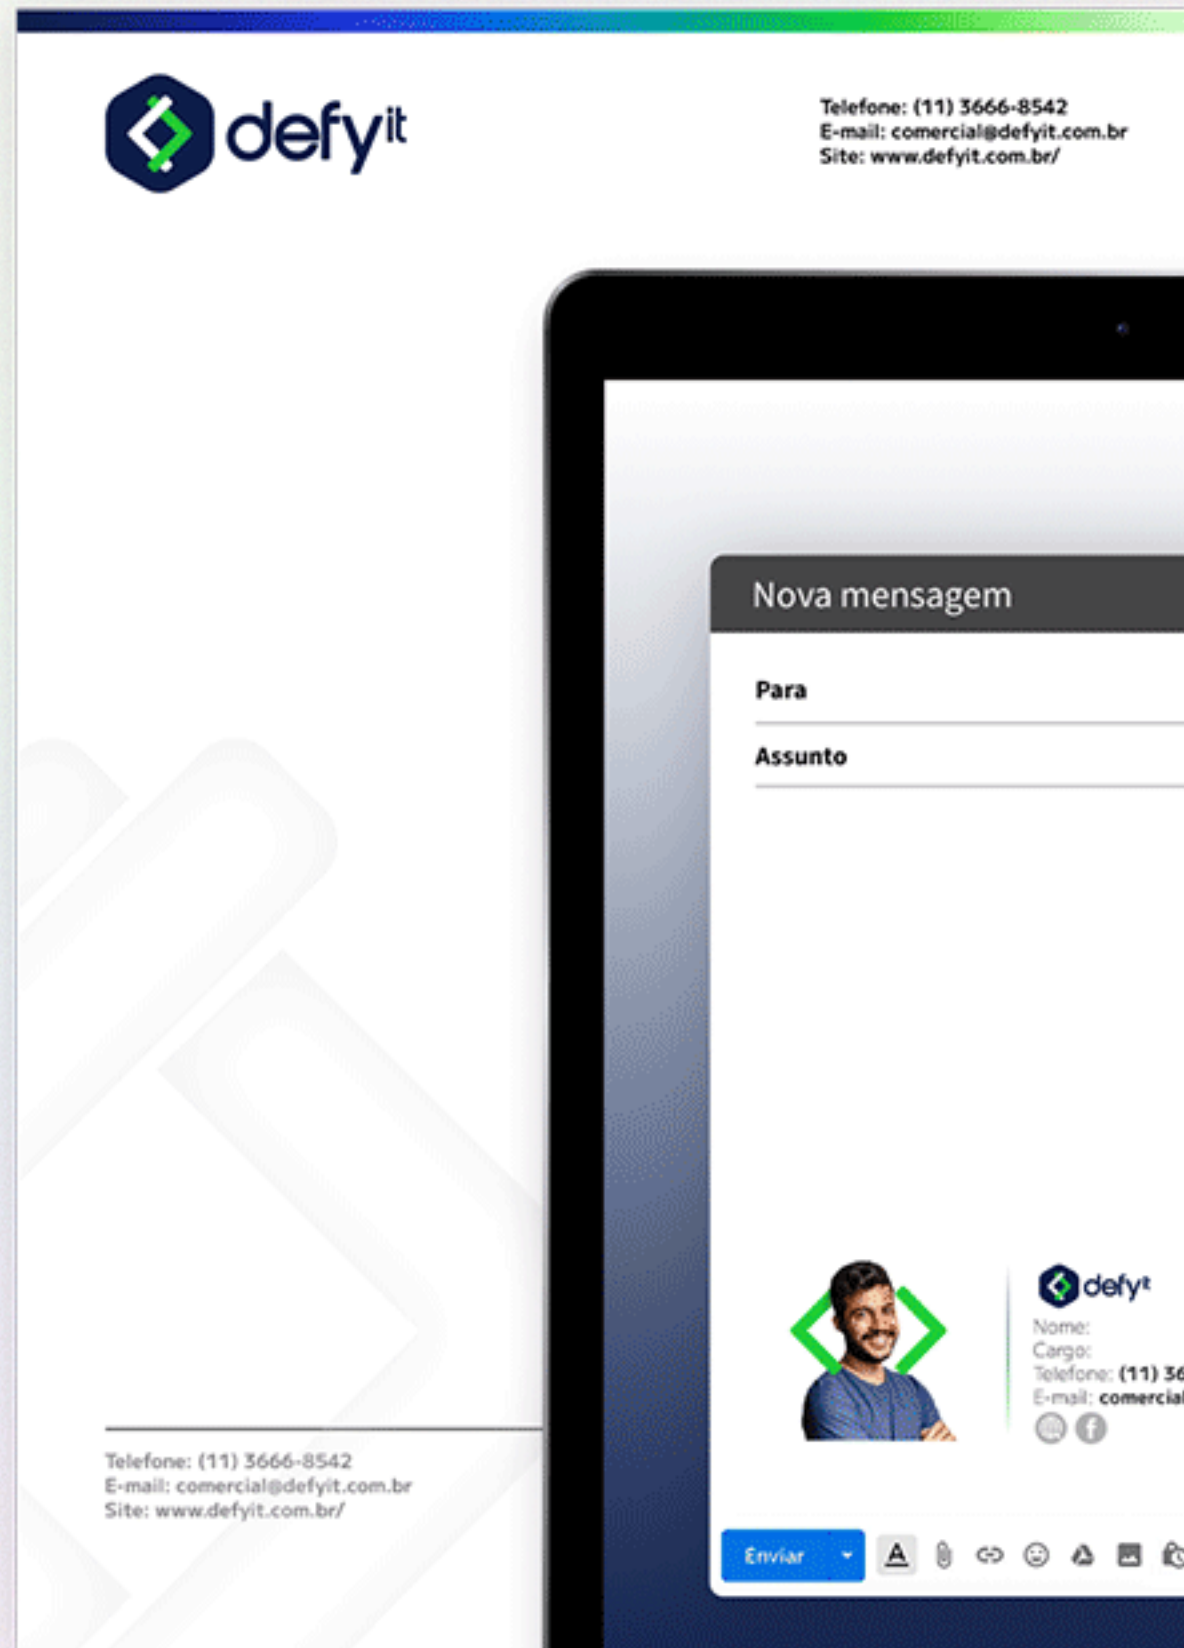 defyit
Telefone: (11) 3666-8542
E-mail: comercial@defyit.com.br
Site: www.defyit.com.br/
Nova mensagem
Para
Assunto
defyit
Nome:
Cargo:
Telefone: (11) 36
E-mail: comercial
Telefone: (11) 3666-8542
E-mail: comercial@defyit.com.br
Site: www.defyit.com.br/
Enviar
A